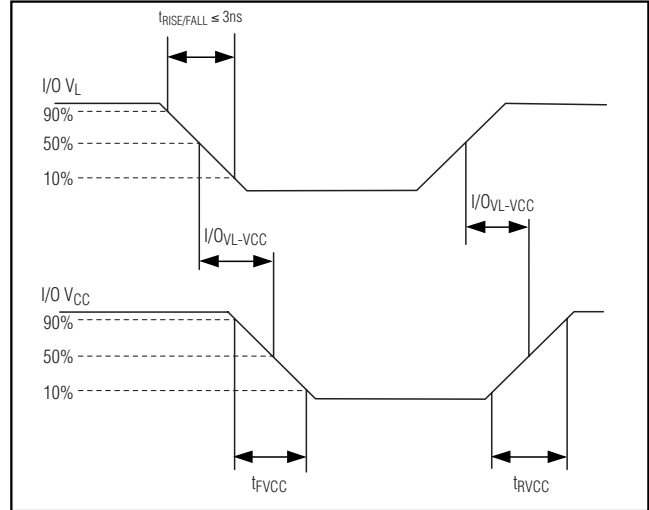 tRISE/FALL ≤ 3ns
I/O VL
90%
50%
10%
I/OVL-VCC
I/OVL-VCC
I/O VCC
90%
50%
10%
tFVCC
tRVCC